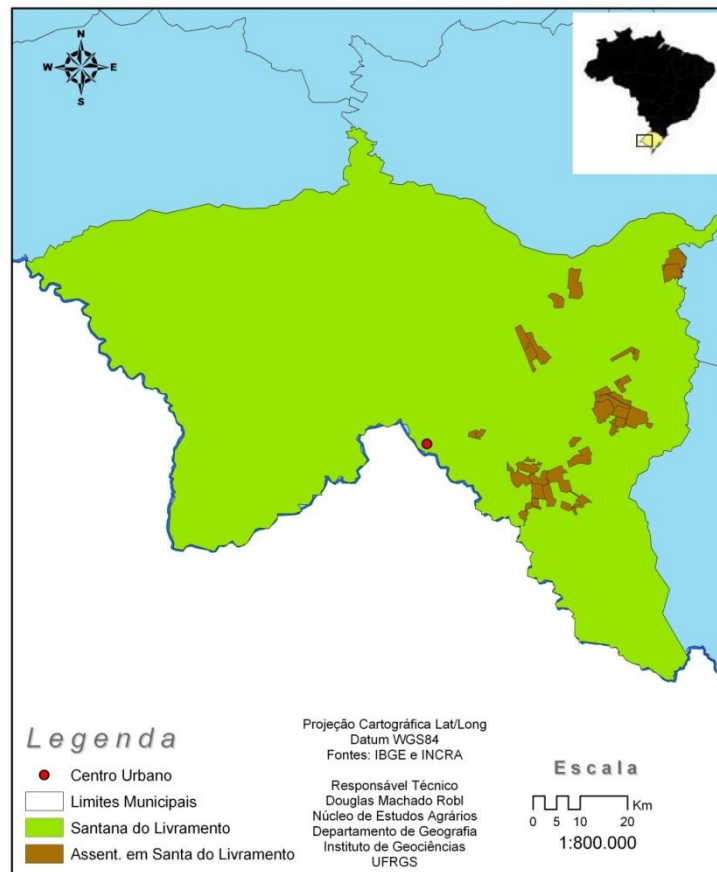 N
W E
S
Legenda
Centro Urbano
Limites Municipais
Santana do Livramento
Assent. em Santa do Livramento
Projeção Cartográfica Lat/Long
Datum WGS84
Fontes: IBGE e INCRA
Responsável Técnico
Douglas Machado Robl
Núcleo de Estudos Agrários
Departamento de Geografia
Instituto de Geociências
UFRGS
Escala
Km
0 5 10 20
1:800.000